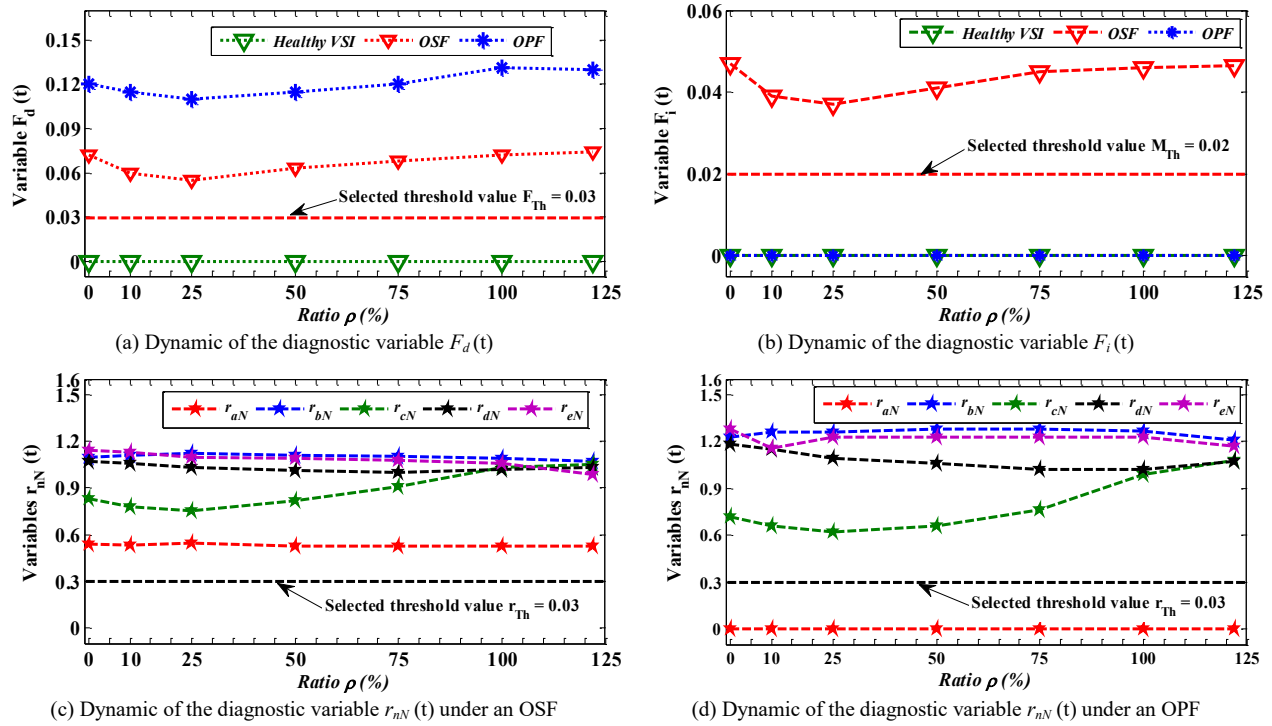 0.15
0.12
0.09
0.06
0.03
0
Variable F_d (t)
Healthy VSI OSF OPF
Selected threshold value F_Th = 0.03
0 10 25 50 75 100 125
Ratio ρ (%)
(a) Dynamic of the diagnostic variable F_d (t)
0.06
0.04
0.02
0
Variable F_i (t)
Healthy VSI OSF OPF
Selected threshold value M_Th = 0.02
0 10 25 50 75 100 125
Ratio ρ (%)
(b) Dynamic of the diagnostic variable F_i (t)
1.6
1.5
1.2
0.9
0.6
0.3
0
Variables r_nN (t)
r_aN r_bN r_cN r_dN r_eN
Selected threshold value r_Th = 0.03
0 10 25 50 75 100 125
Ratio ρ (%)
(c) Dynamic of the diagnostic variable r_nN (t) under an OSF
1.6
1.5
1.2
0.9
0.6
0.3
0
Variables r_nN (t)
r_aN r_bN r_cN r_dN r_eN
Selected threshold value r_Th = 0.03
0 10 25 50 75 100 125
Ratio ρ (%)
(d) Dynamic of the diagnostic variable r_nN (t) under an OPF